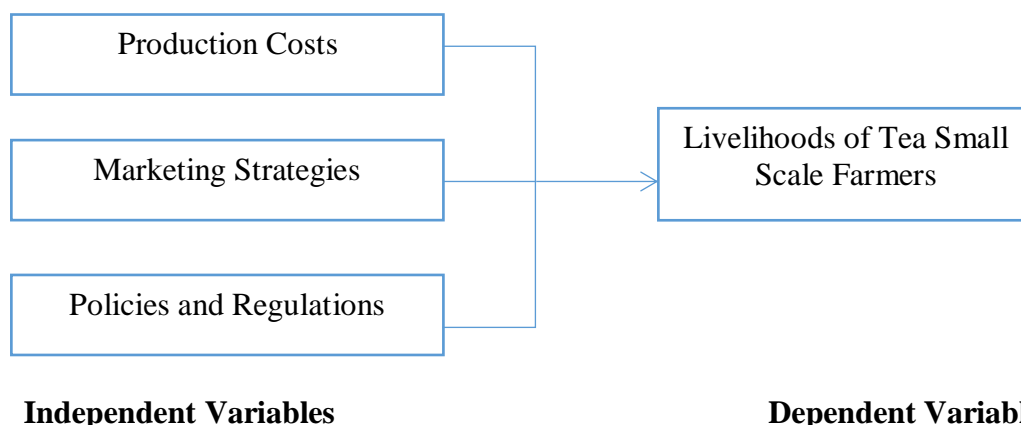 Production Costs
Marketing Strategies
Policies and Regulations
Livelihoods of Tea Small
Scale Farmers
Independent Variables
Dependent Variabl